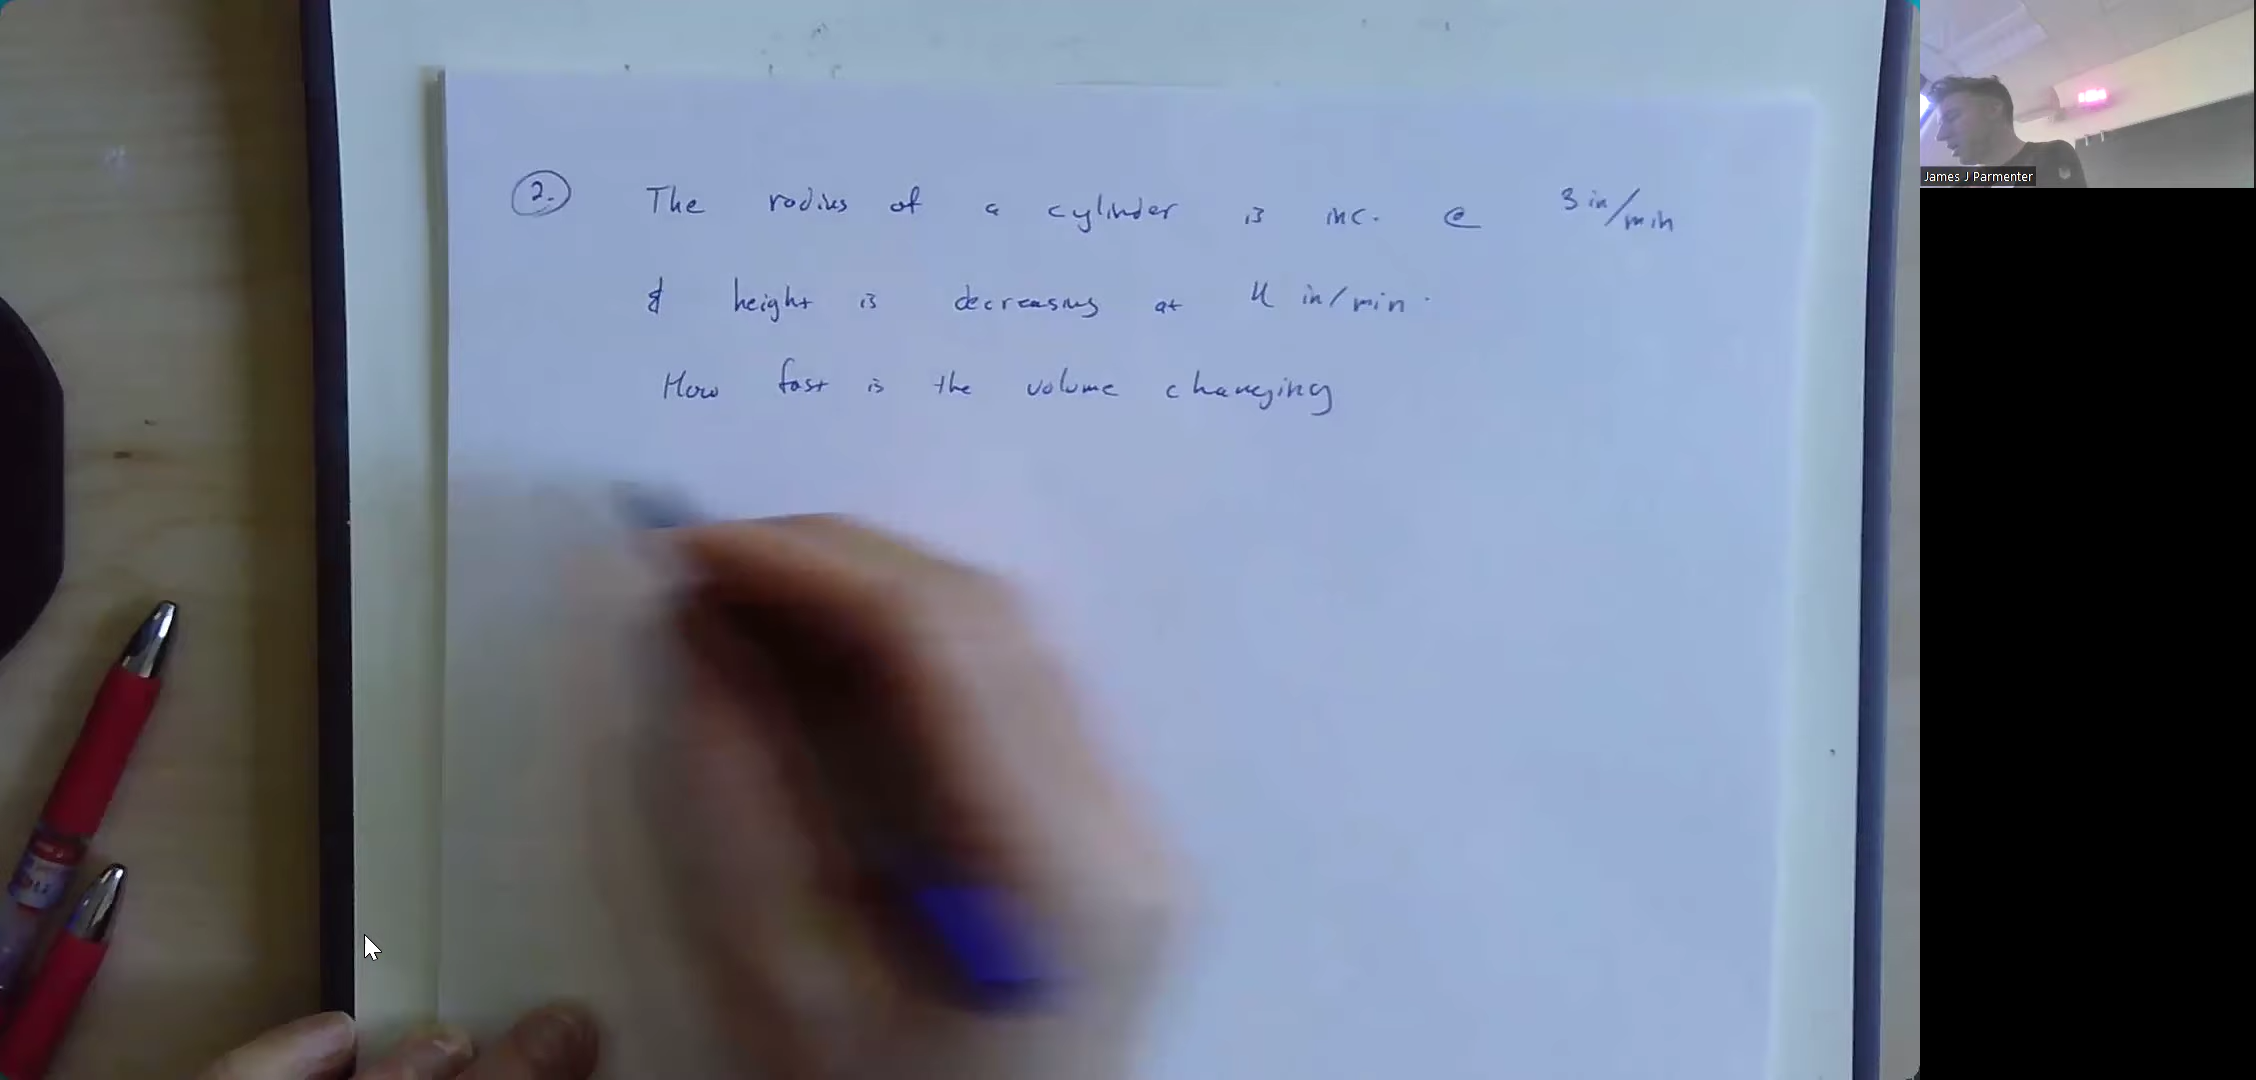 2. The radius of a cylinder is inc. @ 3 in/min
& height is decreasing at 4 in/min.
How fast is the volume changing
James J Parmenter